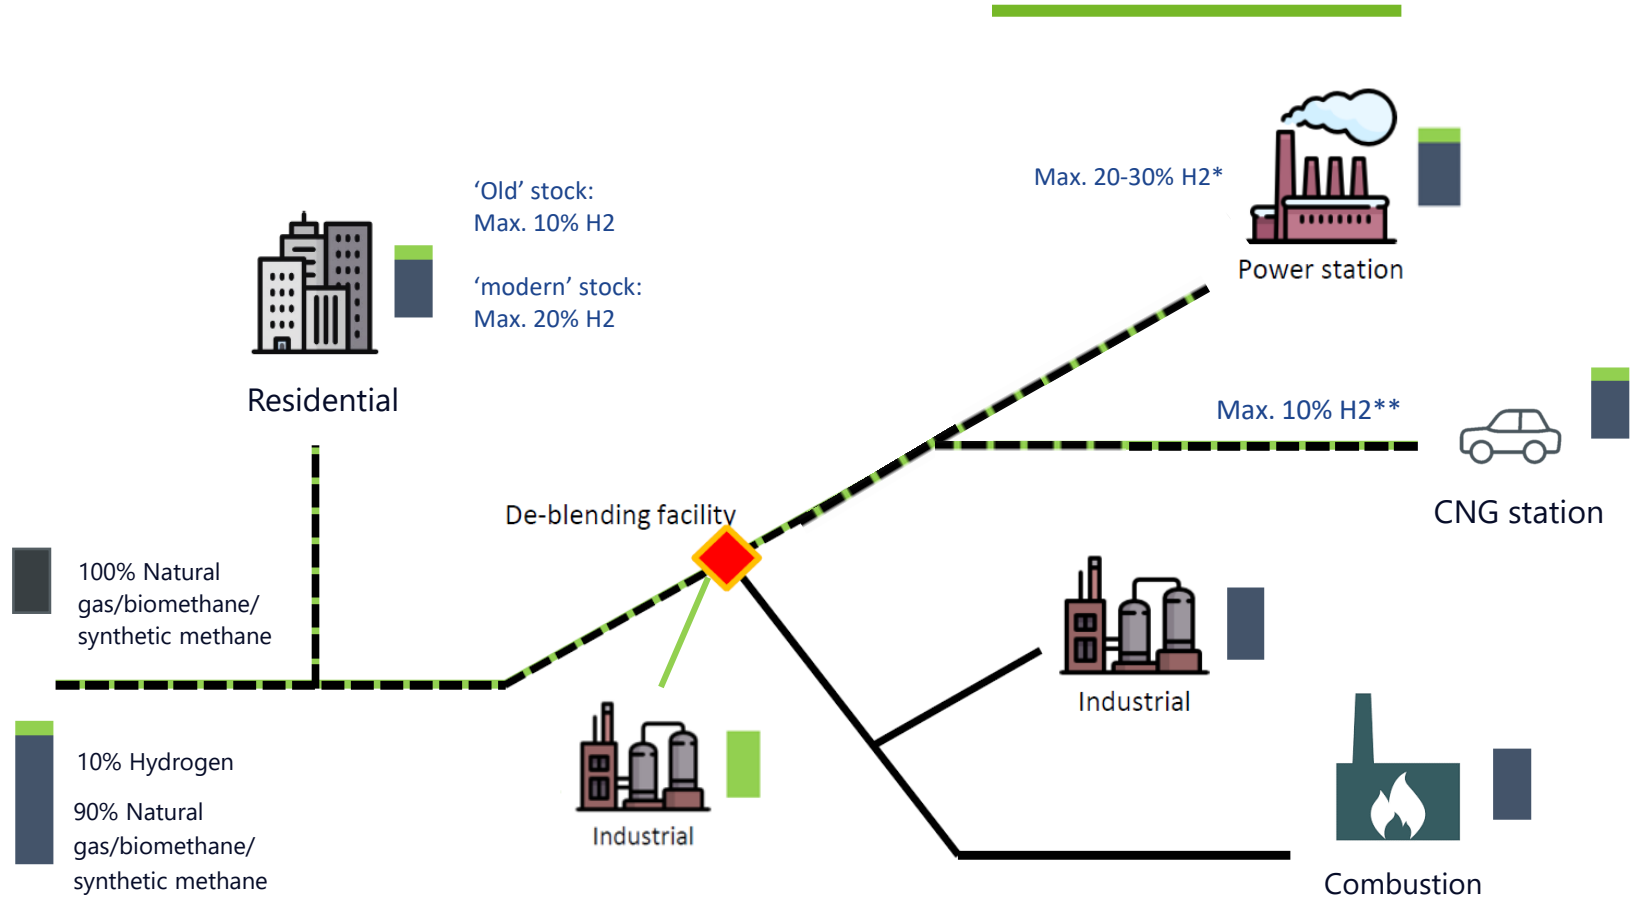 Max. 20-30% H2*
‘Old’ stock:
Max. 10% H2
‘modern’ stock:
Max. 20% H2
Power station
Residential
Max. 10% H2**
CNG station
De-blending facility
100% Natural
gas/biomethane/
synthetic methane
Industrial
10% Hydrogen
90% Natural
gas/biomethane/
synthetic methane
Industrial
Combustion